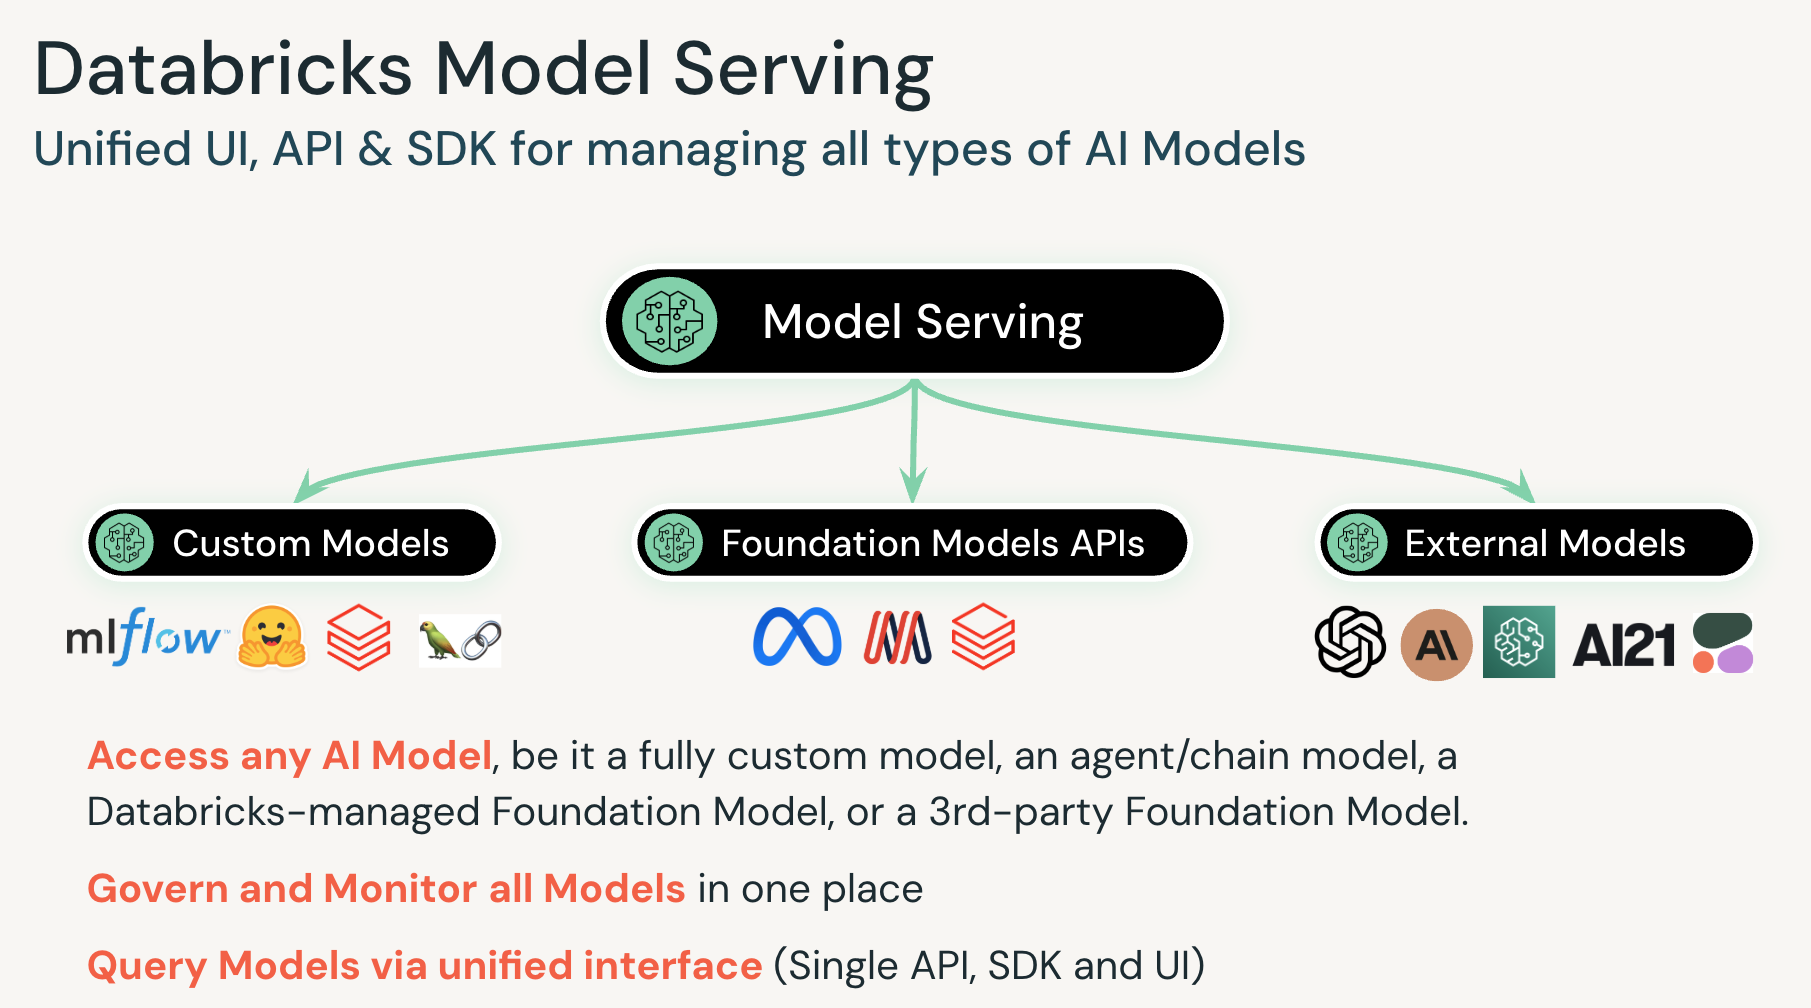 Databricks Model Serving
Unified UI, API & SDK for managing all types of AI Models
Model Serving
Custom Models
Foundation Models APIs
External Models
mlflow™
AI21
Access any AI Model, be it a fully custom model, an agent/chain model, a
Databricks-managed Foundation Model, or a 3rd-party Foundation Model.
Govern and Monitor all Models in one place
Query Models via unified interface (Single API, SDK and UI)